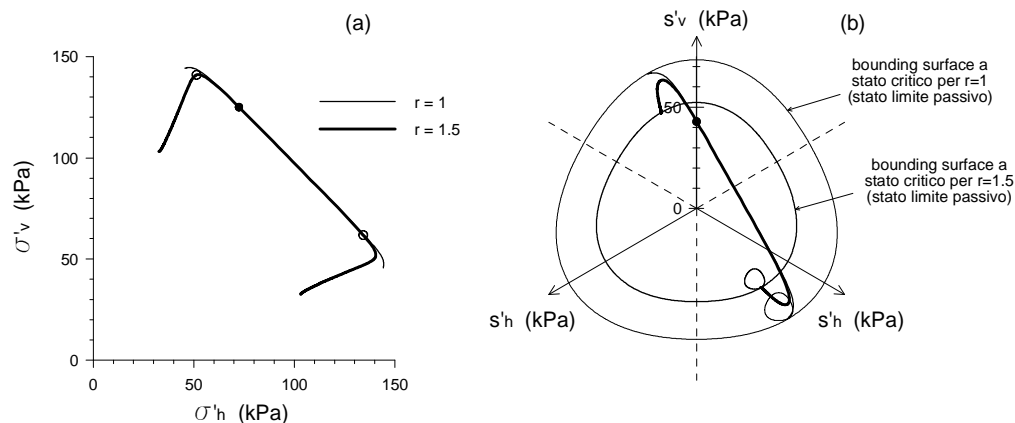 (a)
150
100
50
0
0
50
100
150
σ'v (kPa)
σ'h (kPa)
r = 1
r = 1.5
(b)
s'v (kPa)
50
0
s'h (kPa)
s'h (kPa)
bounding surface a
stato critico per r=1
(stato limite passivo)
bounding surface a
stato critico per r=1.5
(stato limite passivo)